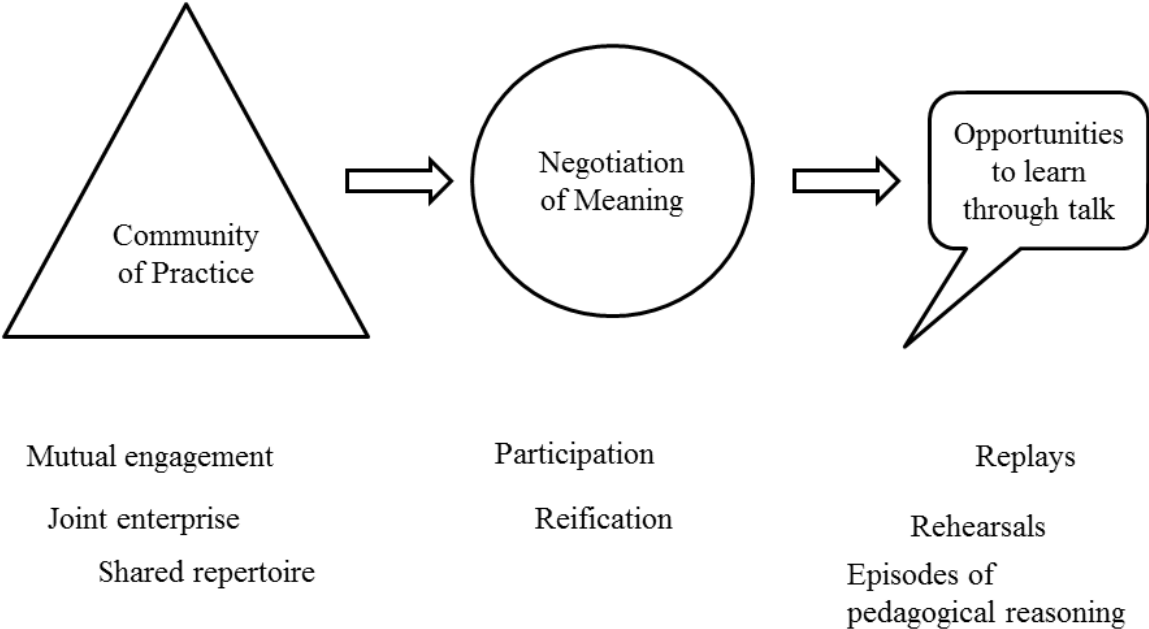 Community
of Practice
Negotiation
of Meaning
Opportunities
to learn
through talk
Mutual engagement
Joint enterprise
Shared repertoire
Participation
Reification
Replays
Rehearsals
Episodes of
pedagogical reasoning